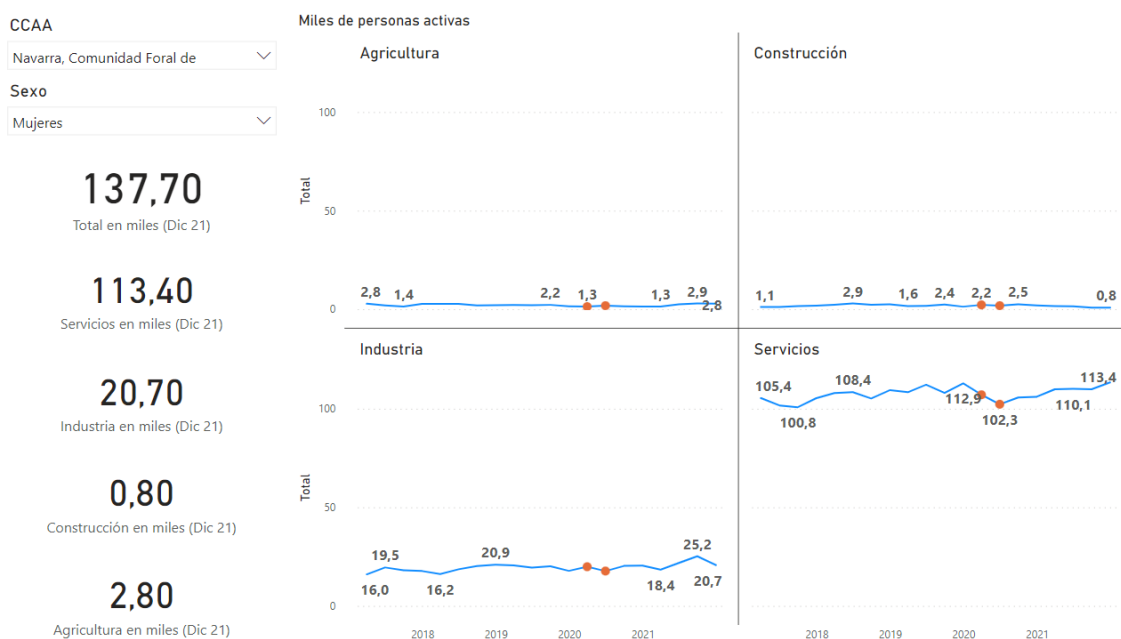 CCAA
Navarra, Comunidad Foral de
Sexo
Mujeres
137,70
Total en miles (Dic 21)
113,40
Servicios en miles (Dic 21)
20,70
Industria en miles (Dic 21)
0,80
Construcción en miles (Dic 21)
2,80
Agricultura en miles (Dic 21)
Miles de personas activas
Agricultura
100
Total
50
0
2,8 1,4 2,2 1,3 1,3 2,9
2,8
Construcción
1,1 2,9 1,6 2,4 2,2 2,5 0,8
Industria
100
Total
50
0
19,5 20,9 25,2
16,0 16,2 18,4 20,7
2018 2019 2020 2021
Servicios
105,4 108,4 113,4
100,8 112,9 102,3 110,1
2018 2019 2020 2021